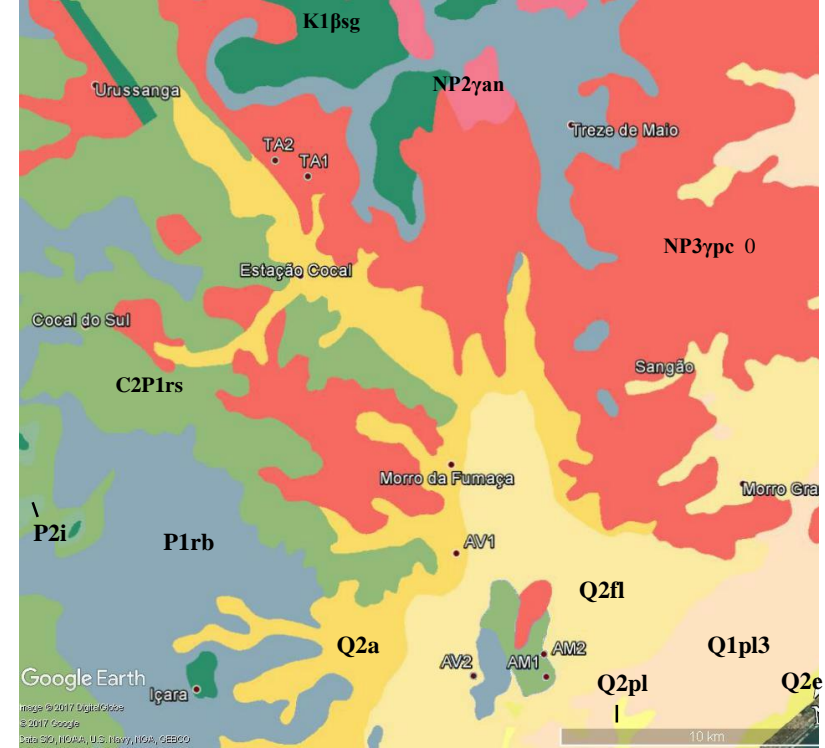 K1βsg
NP2γan
Urussanga
Treze de Maio
TA2
TA1
NP3γpc 0
Estação Cocal
Cocal do Sul
Sangão
C2P1rs
Morro da Fumaça
Morro Gra
P2i
P1rb
AV1
Q2fl
Q2a
Q1pl3
AM2
AV2
AM1
Q2pl
Q2e
Google Earth
Içara
mage © 2017 DigitalGlobe
© 2017 Google
Data SIO, NOAA, U.S. Navy, NGA, GEBCO
10 km